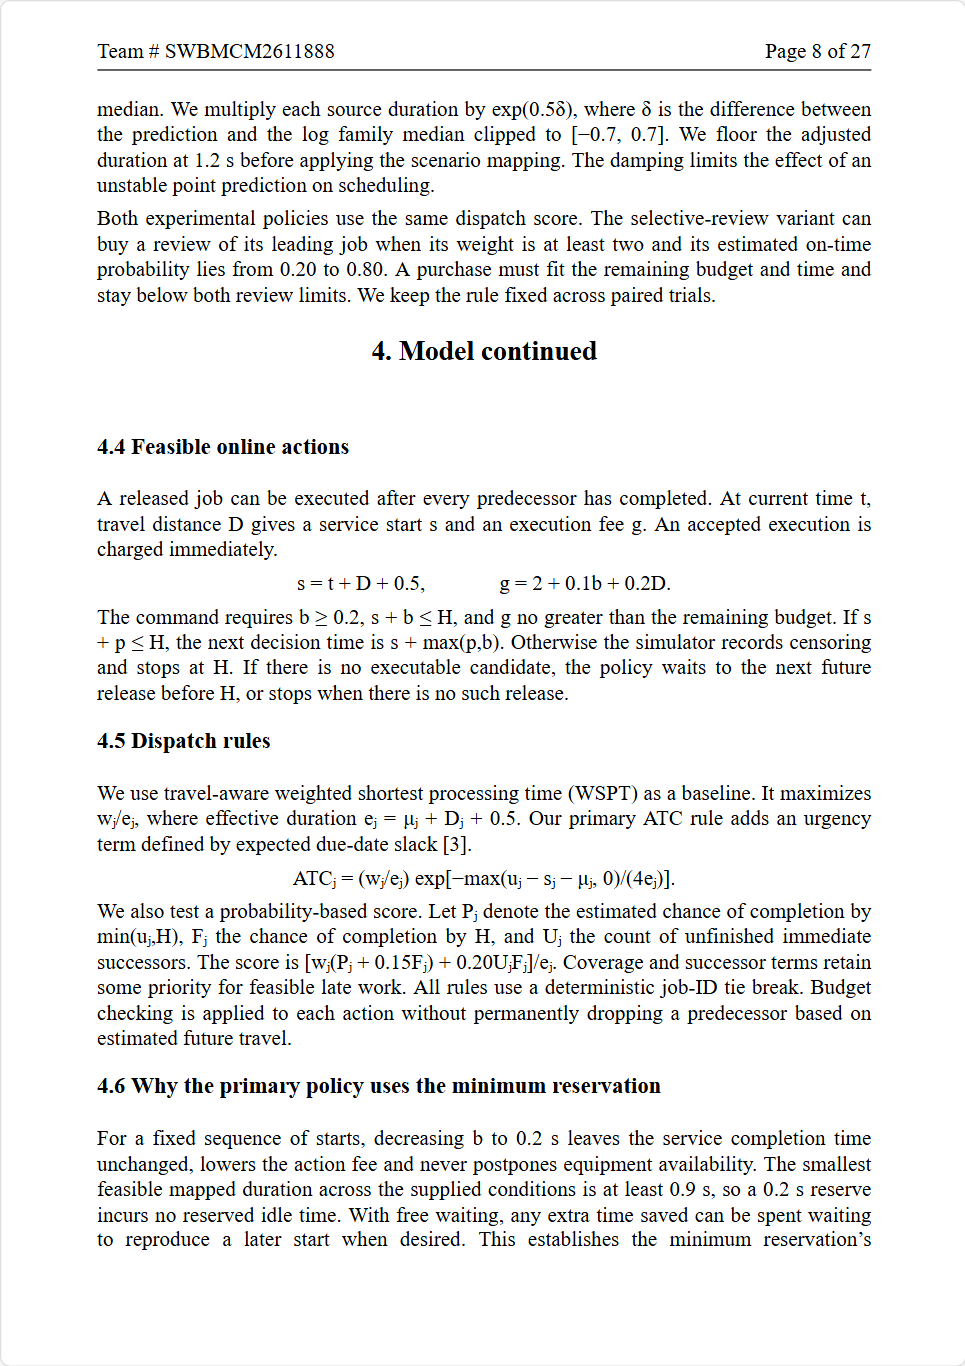 Team # SWBMCM2611888 Page 8 of 27
median. We multiply each source duration by exp(0.5δ), where δ is the difference between
the prediction and the log family median clipped to [−0.7, 0.7]. We floor the adjusted
duration at 1.2 s before applying the scenario mapping. The damping limits the effect of an
unstable point prediction on scheduling.
Both experimental policies use the same dispatch score. The selective-review variant can
buy a review of its leading job when its weight is at least two and its estimated on-time
probability lies from 0.20 to 0.80. A purchase must fit the remaining budget and time and
stay below both review limits. We keep the rule fixed across paired trials.
4. Model continued
4.4 Feasible online actions
A released job can be executed after every predecessor has completed. At current time t,
travel distance D gives a service start s and an execution fee g. An accepted execution is
charged immediately.
s = t + D + 0.5, g = 2 + 0.1b + 0.2D.
The command requires b ≥ 0.2, s + b ≤ H, and g no greater than the remaining budget. If s
+ p ≤ H, the next decision time is s + max(p,b). Otherwise the simulator records censoring
and stops at H. If there is no executable candidate, the policy waits to the next future
release before H, or stops when there is no such release.
4.5 Dispatch rules
We use travel-aware weighted shortest processing time (WSPT) as a baseline. It maximizes
wⱼ/eⱼ, where effective duration eⱼ = μⱼ + Dⱼ + 0.5. Our primary ATC rule adds an urgency
term defined by expected due-date slack [3].
ATCⱼ = (wⱼ/eⱼ) exp[−max(uⱼ − sⱼ − μⱼ, 0)/(4eⱼ)].
We also test a probability-based score. Let Pⱼ denote the estimated chance of completion by
min(uⱼ,H), Fⱼ the chance of completion by H, and Uⱼ the count of unfinished immediate
successors. The score is [wⱼ(Pⱼ + 0.15Fⱼ) + 0.20UⱼFⱼ]/eⱼ. Coverage and successor terms retain
some priority for feasible late work. All rules use a deterministic job-ID tie break. Budget
checking is applied to each action without permanently dropping a predecessor based on
estimated future travel.
4.6 Why the primary policy uses the minimum reservation
For a fixed sequence of starts, decreasing b to 0.2 s leaves the service completion time
unchanged, lowers the action fee and never postpones equipment availability. The smallest
feasible mapped duration across the supplied conditions is at least 0.9 s, so a 0.2 s reserve
incurs no reserved idle time. With free waiting, any extra time saved can be spent waiting
to reproduce a later start when desired. This establishes the minimum reservation’s